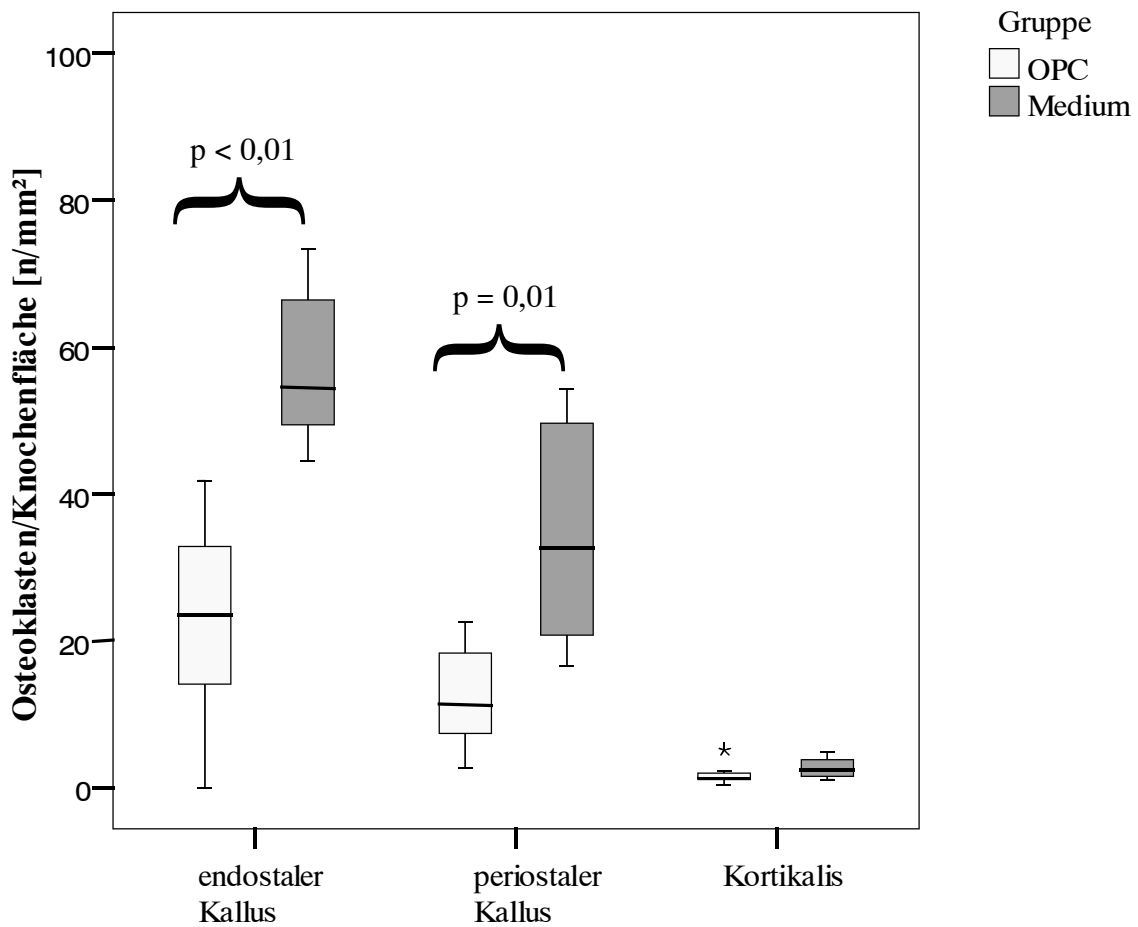 Gruppe
OPC
Medium
Osteoklasten/Knochenfläche [n/mm²]
100
80
60
40
20
0
p < 0,01
p = 0,01
endostaler
Kallus
periostaler
Kallus
Kortikalis